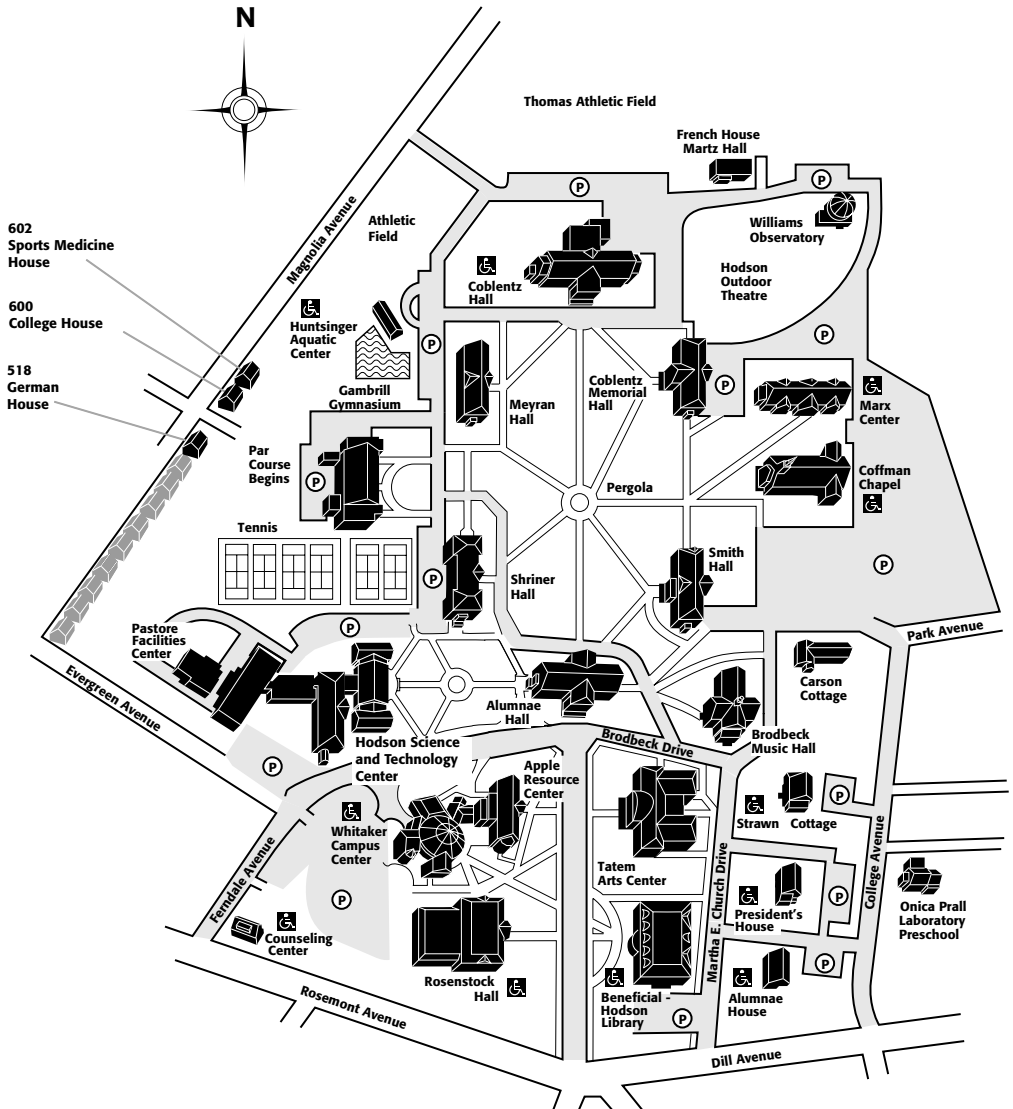 N
Thomas Athletic Field
French House
Martz Hall
P
P
Williams
Observatory
Athletic
Field
602
Sports Medicine
House
Magnolia Avenue
Hodson
Outdoor
Theatre
Coblentz
Hall
600
College House
Huntsinger
Aquatic
Center
P
P
518
German
House
Gambrill
Gymnasium
Meyran
Hall
Coblentz
Memorial
Hall
P
Marx
Center
Par
Course
Begins
P
Pergola
Coffman
Chapel
Tennis
P
Shriner
Hall
Smith
Hall
P
Pastore
Facilities
Center
P
Park Avenue
Evergreen Avenue
Carson
Cottage
Alumnae
Hall
Brodbeck Drive
Brodbeck
Music Hall
Hodson Science
and Technology
Center
P
Apple
Resource
Center
Whitaker
Campus
Center
Strawn Cottage
P
Ferndale Avenue
P
Tatem
Arts Center
Martha E. Church Drive
College Avenue
President's
House
P
Onica Prall
Laboratory
Preschool
Counseling
Center
Rosenstock
Hall
Beneficial -
Hodson
Library
P
Alumnae
House
P
Rosemont Avenue
Dill Avenue